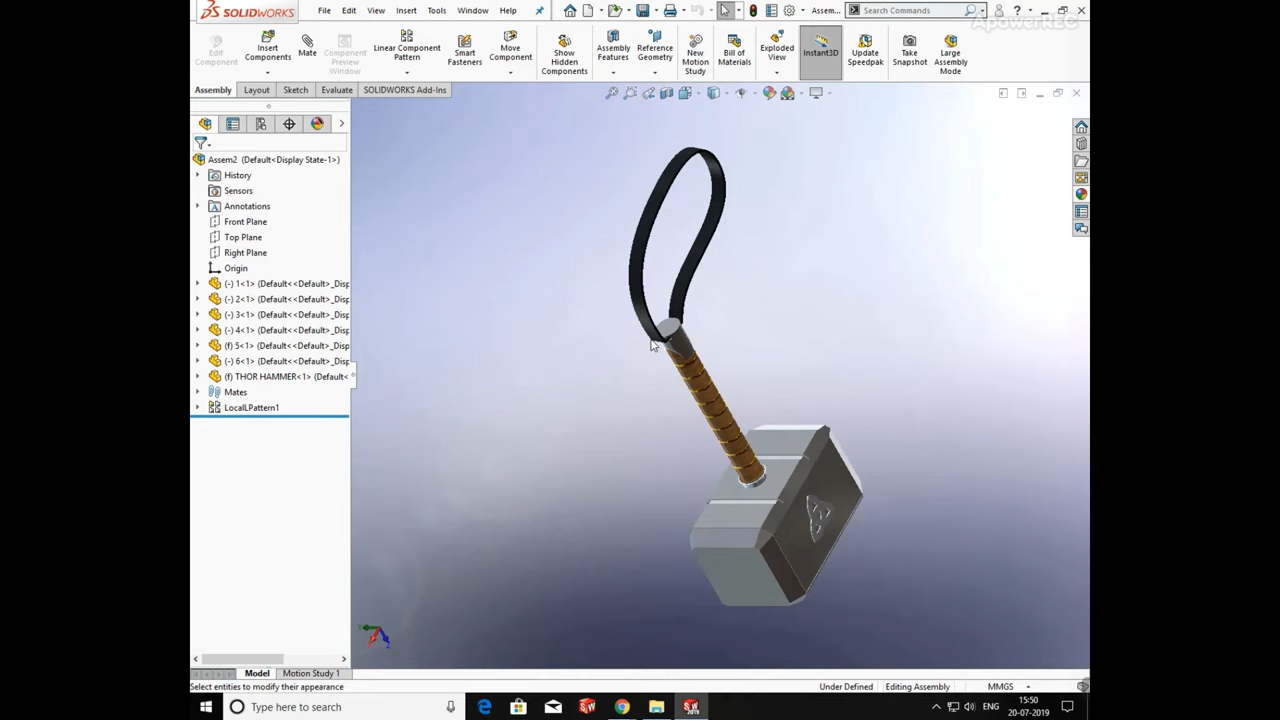 SOLIDWORKS File Edit View Insert Tools Window Help Assem... Search Commands
ApowerREC
Edit Component
Insert Components
Mate
Component Preview Window
Linear Component Pattern
Smart Fasteners
Move Component
Show Hidden Components
Assembly Features
Reference Geometry
New Motion Study
Bill of Materials
Exploded View
Instant3D
Update Speedpak
Take Snapshot
Large Assembly Mode
Assembly Layout Sketch Evaluate SOLIDWORKS Add-Ins
Assem2 (Default<Display State-1>)
History
Sensors
Annotations
Front Plane
Top Plane
Right Plane
Origin
(-) 1<1> (Default<<Default>_Disp
(-) 2<1> (Default<<Default>_Disp
(-) 3<1> (Default<<Default>_Disp
(-) 4<1> (Default<<Default>_Disp
(f) 5<1> (Default<<Default>_Disp
(-) 6<1> (Default<<Default>_Disp
(f) THOR HAMMER<1> (Default<
Mates
LocalLPattern1
Model Motion Study 1
Select entities to modify their appearance Under Defined Editing Assembly MMGS
Type here to search
ENG
15:50
20-07-2019